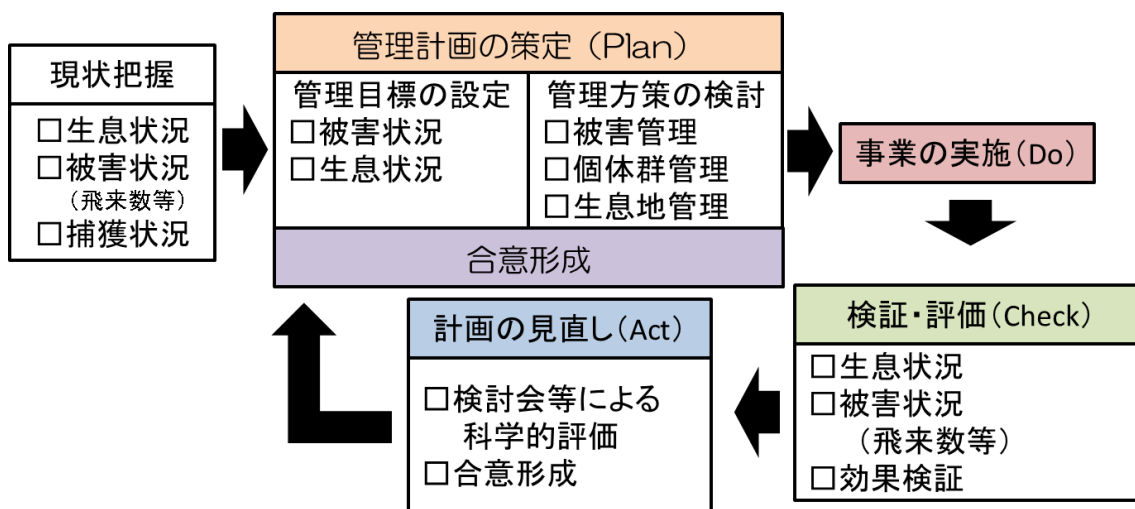 現状把握
□生息状況
□被害状況
(飛来数等)
□捕獲状況
管理計画の策定(Plan)
管理目標の設定
□被害状況
□生息状況
管理方策の検討
□被害管理
□個体群管理
□生息地管理
合意形成
事業の実施(Do)
検証・評価(Check)
□生息状況
□被害状況
(飛来数等)
□効果検証
計画の見直し(Act)
□検討会等による
科学的評価
□合意形成